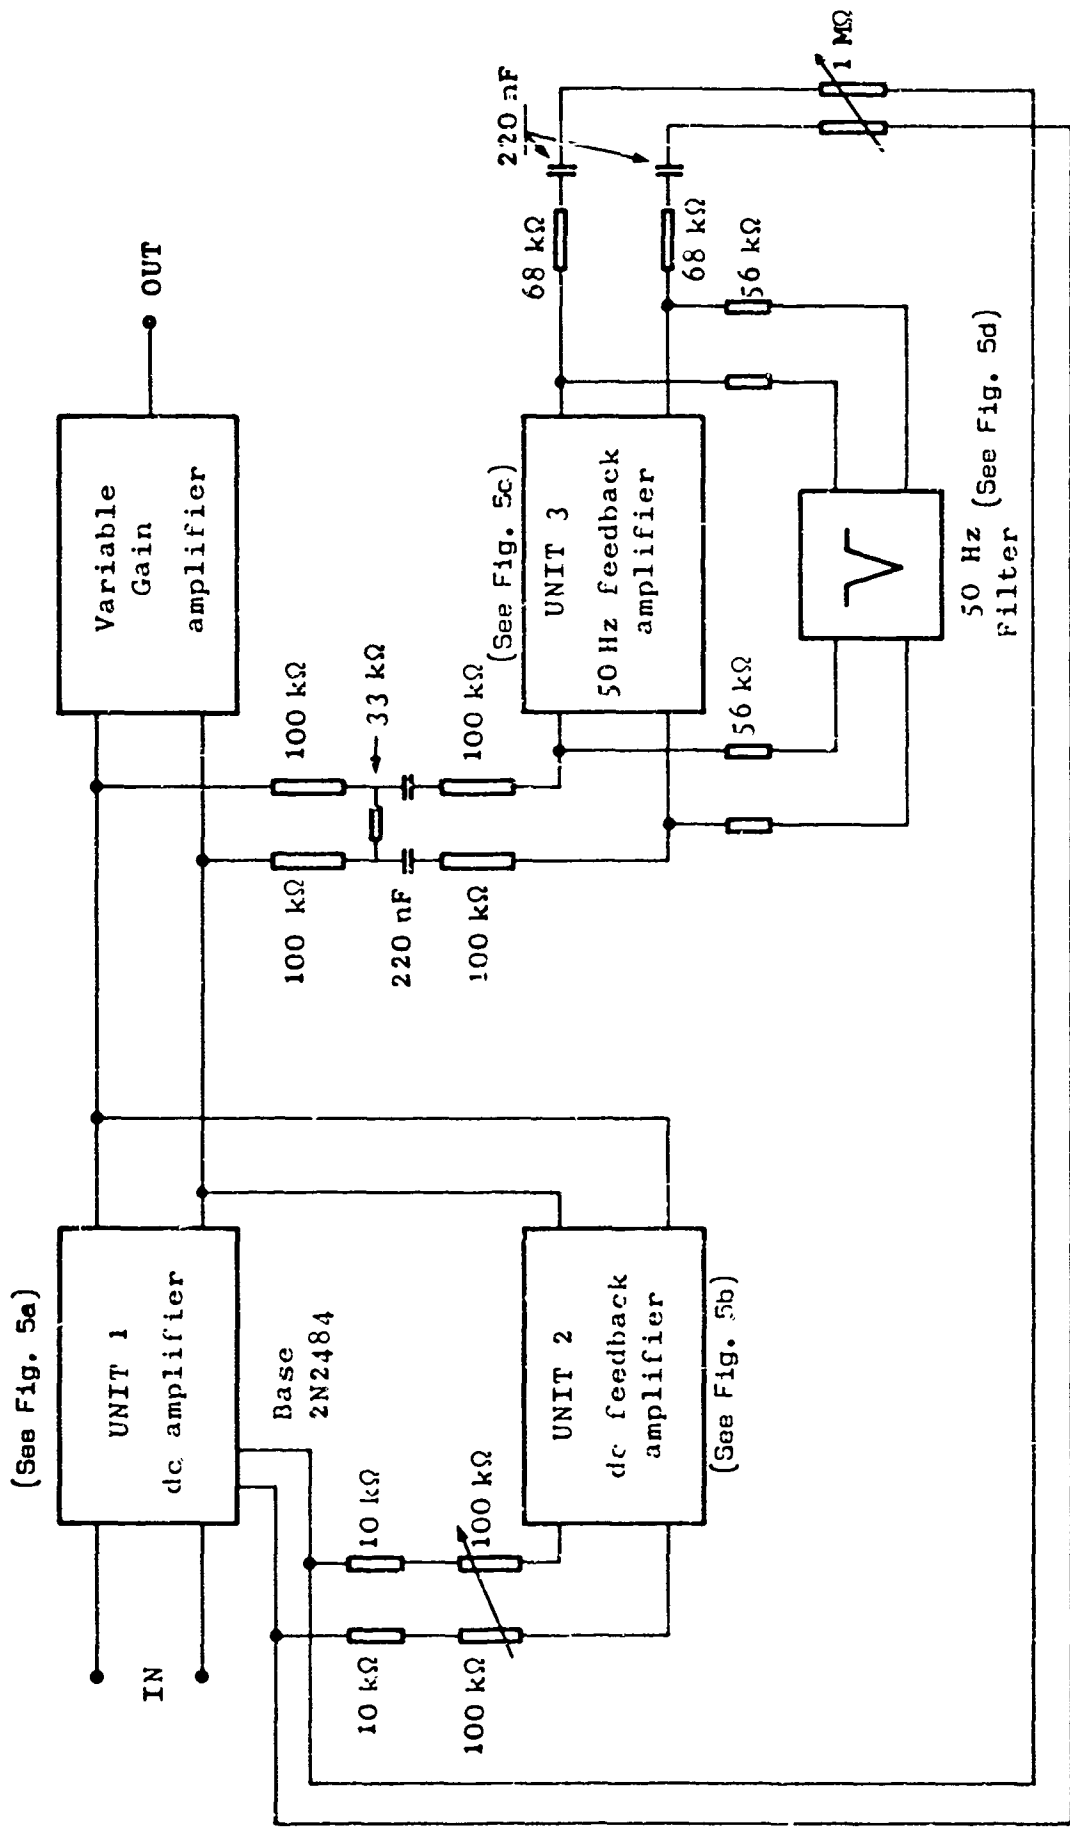 (See Fig. 5a)
UNIT 1
dc amplifier
IN
Base
2N2484
10 kΩ
100 kΩ
10 kΩ
100 kΩ
UNIT 2
dc feedback
amplifier
(See Fig. 5b)
Variable
Gain
amplifier
OUT
100 kΩ
100 kΩ
33 kΩ
220 nF
100 kΩ
100 kΩ
(See Fig. 5c)
UNIT 3
50 Hz feedback
amplifier
68 kΩ
220 nF
68 kΩ
56 kΩ
56 kΩ
1 MΩ
50 Hz (See Fig. 5d)
Filter